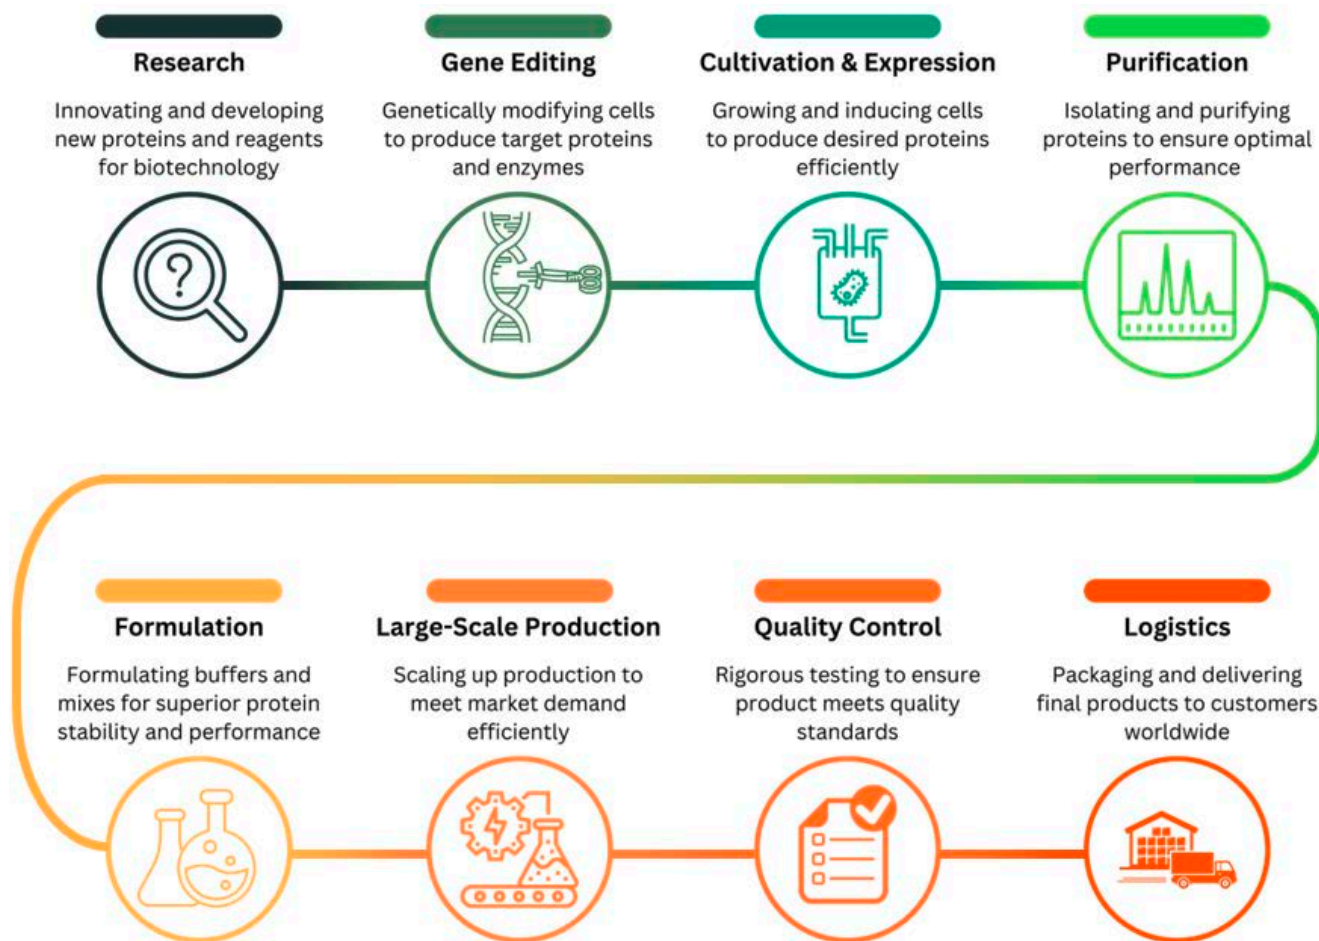 Research
Innovating and developing
new proteins and reagents
for biotechnology
Gene Editing
Genetically modifying cells
to produce target proteins
and enzymes
Cultivation & Expression
Growing and inducing cells
to produce desired proteins
efficiently
Purification
Isolating and purifying
proteins to ensure optimal
performance
?
Formulation
Formulating buffers and
mixes for superior protein
stability and performance
Large-Scale Production
Scaling up production to
meet market demand
efficiently
Quality Control
Rigorous testing to ensure
product meets quality
standards
Logistics
Packaging and delivering
final products to customers
worldwide